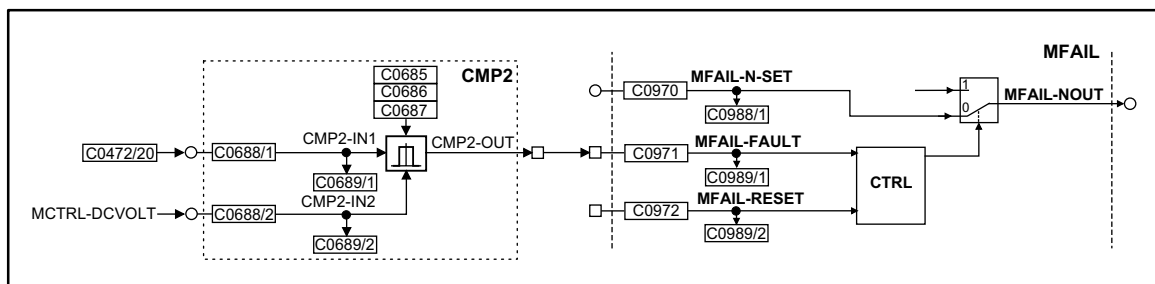 CMP2
C0685
C0686
C0687
C0472/20
C0688/1
CMP2-IN1
C0689/1
CMP2-OUT
MCTRL-DCVOLT
C0688/2
CMP2-IN2
C0689/2
MFAIL
C0970
MFAIL-N-SET
C0988/1
1
0
MFAIL-NOUT
C0971
MFAIL-FAULT
C0989/1
CTRL
C0972
MFAIL-RESET
C0989/2